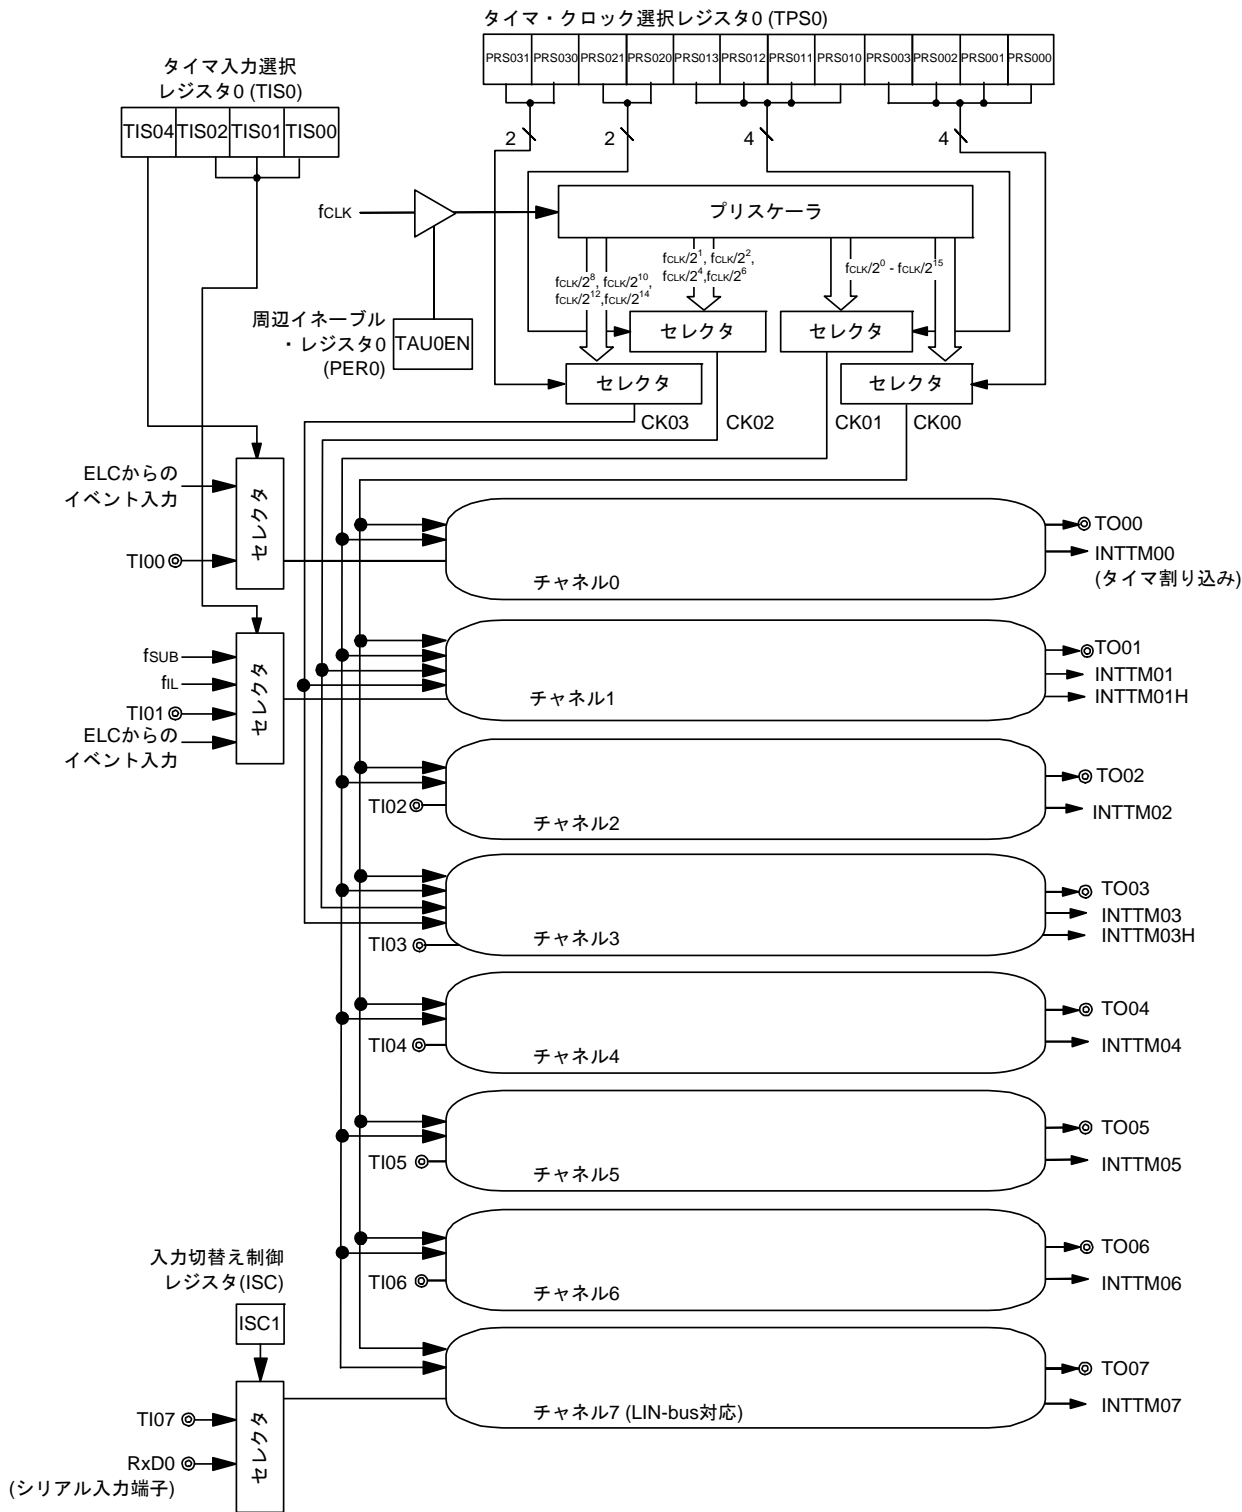 タイマ・クロック選択レジスタ0 (TPS0)
PRS031 PRS030 PRS021 PRS020 PRS013 PRS012 PRS011 PRS010 PRS003 PRS002 PRS001 PRS000
タイマ入力選択
レジスタ0 (TIS0)
TIS04 TIS02 TIS01 TIS00
2 2 4 4
fCLK
プリスケーラ
fCLK/2^8, fCLK/2^10,
fCLK/2^12,fCLK/2^14
fCLK/2^1, fCLK/2^2,
fCLK/2^4,fCLK/2^6
fCLK/2^0 - fCLK/2^15
周辺イネーブル
・レジスタ0
(PER0)
TAU0EN
セレクタ セレクタ
セレクタ セレクタ
CK03 CK02 CK01 CK00
ELCからの
イベント入力
TI00
セレクタ
チャネル0
TO00
INTTM00
(タイマ割り込み)
fSUB
fIL
TI01
ELCからの
イベント入力
セレクタ
チャネル1
TO01
INTTM01
INTTM01H
TI02
チャネル2
TO02
INTTM02
TI03
チャネル3
TO03
INTTM03
INTTM03H
TI04
チャネル4
TO04
INTTM04
TI05
チャネル5
TO05
INTTM05
TI06
チャネル6
TO06
INTTM06
入力切替え制御
レジスタ(ISC)
ISC1
TI07
RxD0
(シリアル入力端子)
セレクタ
チャネル7 (LIN-bus対応)
TO07
INTTM07